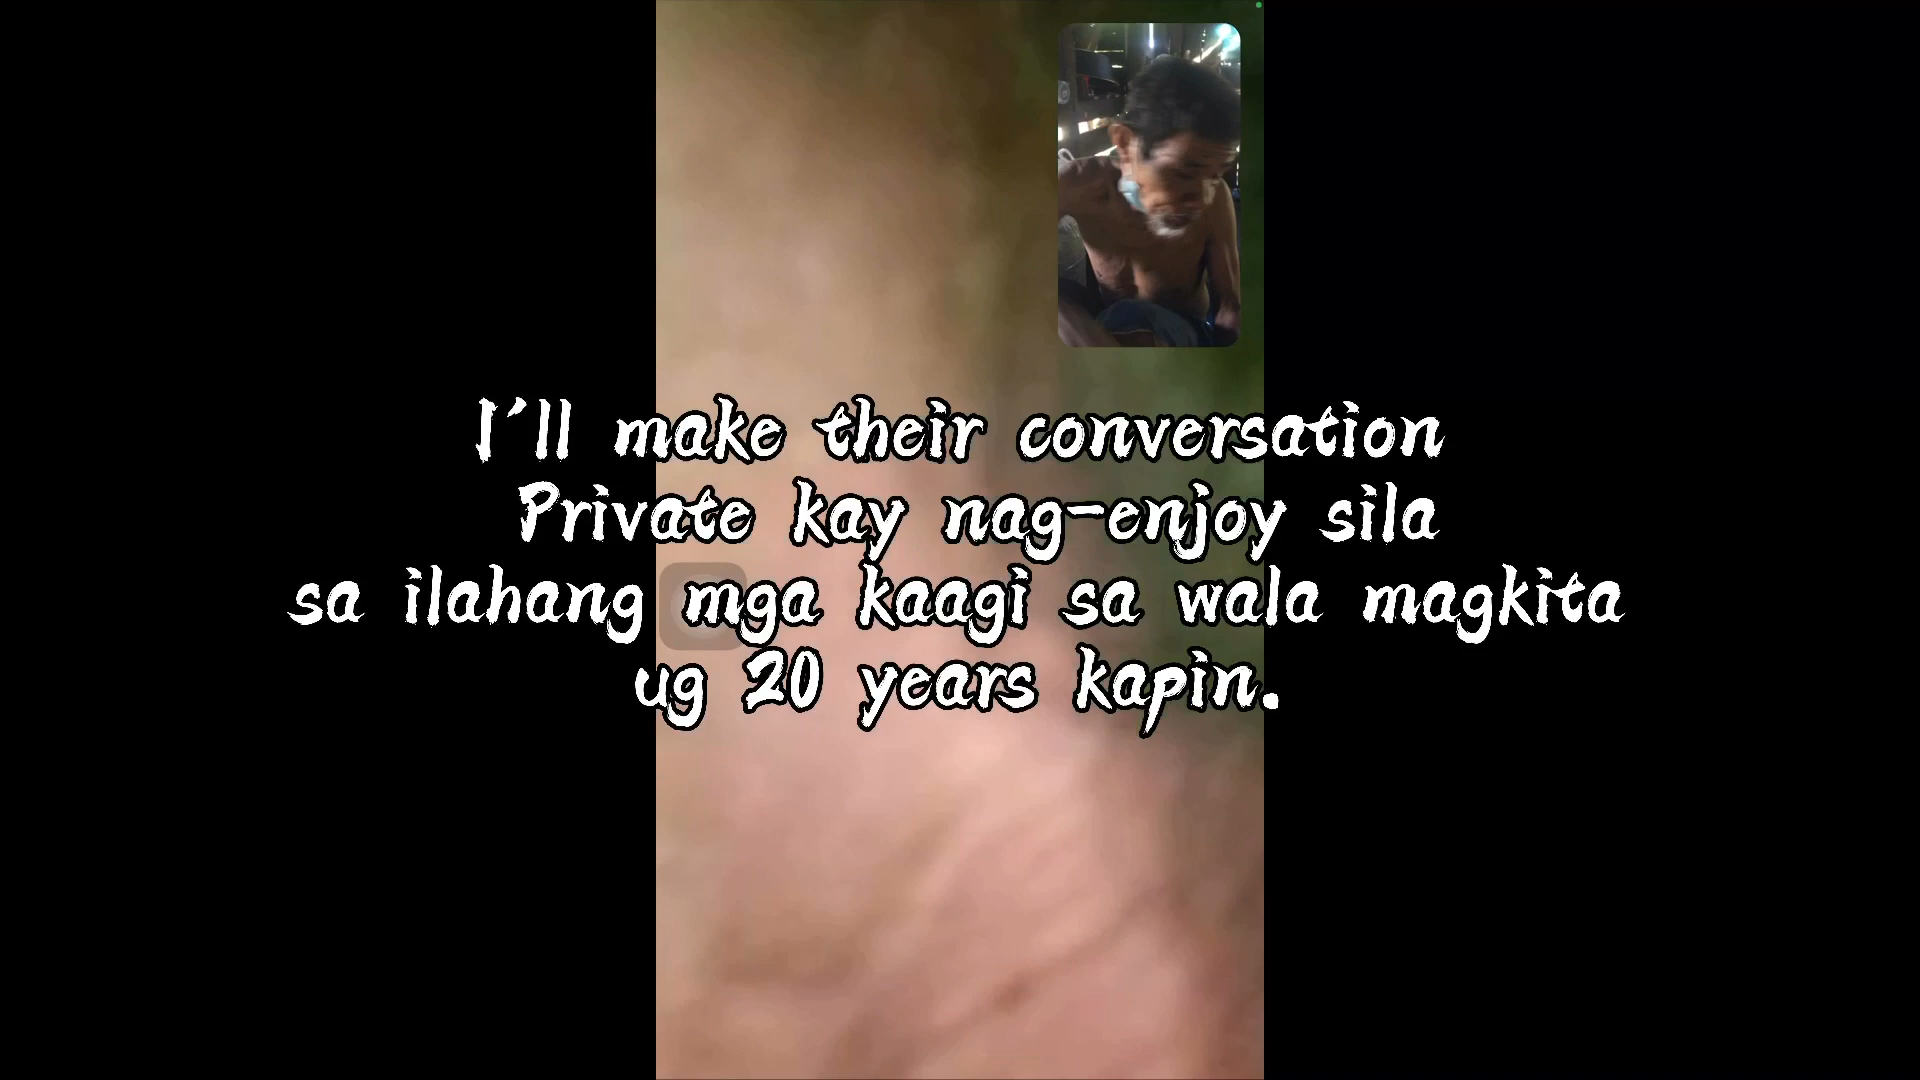 I'll make their conversation
Private kay nag-enjoy sila
sa ilahang mga kaagi sa wala magkita
ug 20 years kapin.